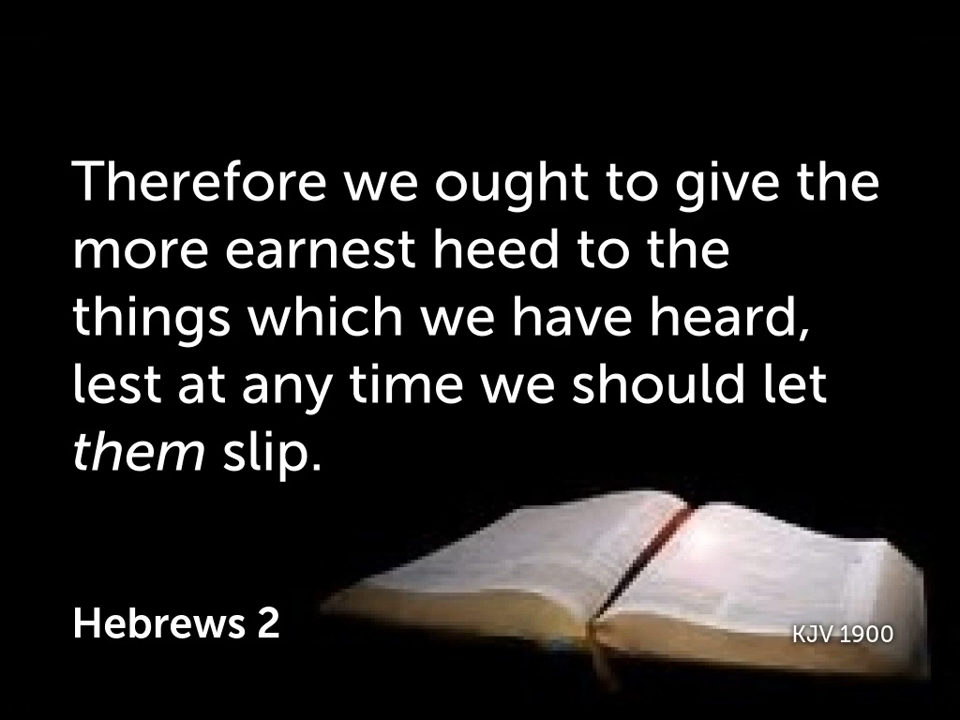 Therefore we ought to give the
more earnest heed to the
things which we have heard,
lest at any time we should let
them slip.
Hebrews 2
KJV 1900